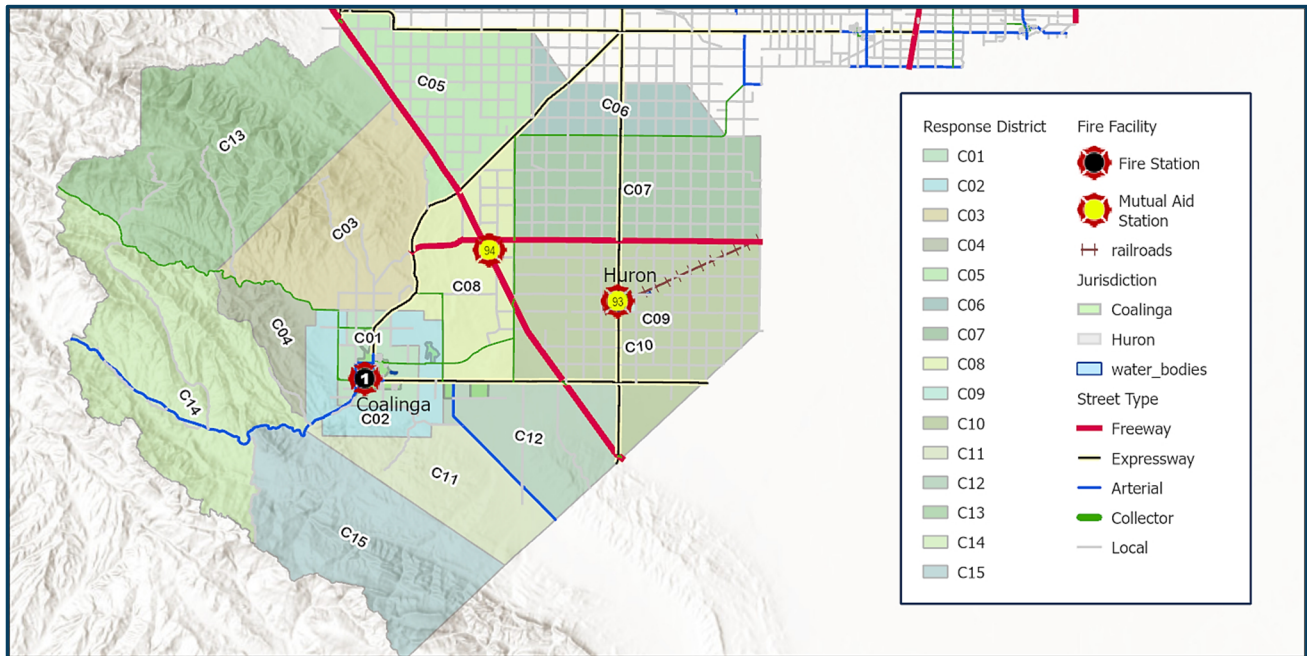 C05
C06
C13
C07
C03
94
Huron
C08
93
C09
C04
C01
C10
1
Coalinga
C14
C02
C12
C11
C15
Response District
C01
C02
C03
C04
C05
C06
C07
C08
C09
C10
C11
C12
C13
C14
C15
Fire Facility
Fire Station
Mutual Aid
Station
railroads
Jurisdiction
Coalinga
Huron
water_bodies
Street Type
Freeway
Expressway
Arterial
Collector
Local